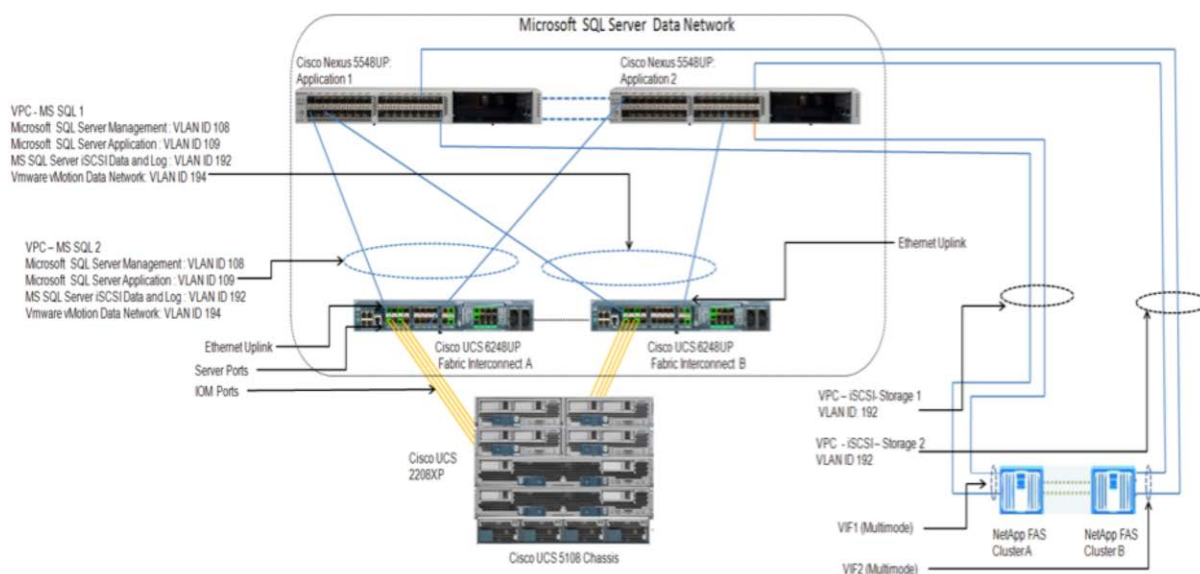 Microsoft SQL Server Data Network
Cisco Nexus 5548UP:
Application 1
Cisco Nexus 5548UP:
Application 2
VPC - MS SQL 1
Microsoft SQL Server Management : VLAN ID 108
Microsoft SQL Server Application : VLAN ID 109
MS SQL Server iSCSI Data and Log : VLAN ID 192
Vmware vMotion Data Network: VLAN ID 194
VPC – MS SQL 2
Microsoft SQL Server Management : VLAN ID 108
Microsoft SQL Server Application : VLAN ID 109
MS SQL Server iSCSI Data and Log : VLAN ID 192
Vmware vMotion Data Network: VLAN ID 194
Ethernet Uplink
Ethernet Uplink
Server Ports
IOM Ports
Cisco UCS 6248UP
Fabric Interconnect A
Cisco UCS 6248UP
Fabric Interconnect B
Cisco UCS
2208XP
Cisco UCS 5108 Chassis
VPC – iSCSI-Storage 1
VLAN ID: 192
VPC - iSCSI – Storage 2
VLAN ID 192
VIF1 (Multimode)
NetApp FAS
Cluster A
NetApp FAS
Cluster B
VIF2 (Multimode)